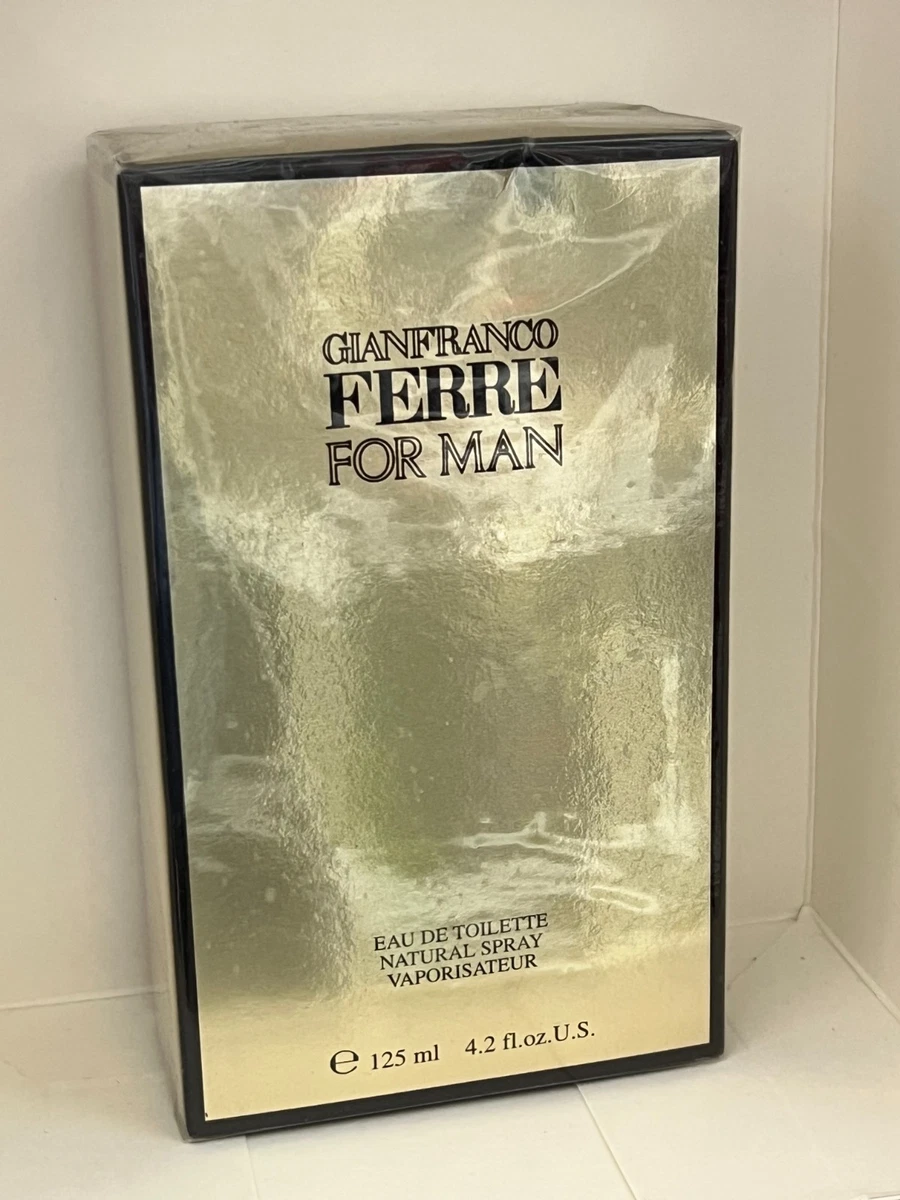 GIANFRANCO
FERRE
FOR MAN
EAU DE TOILETTE
NATURAL SPRAY
VAPORISATEUR
℮ 125 ml 4.2 fl.oz.U.S.